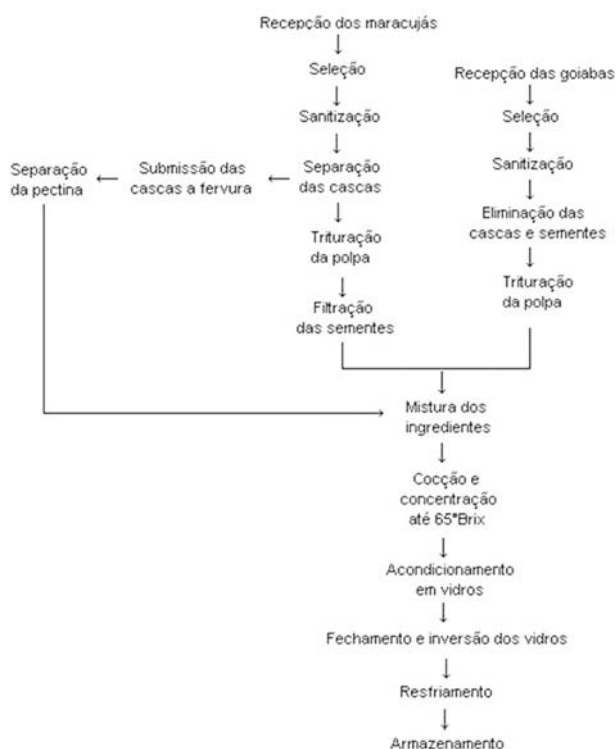 Recepção dos maracujás
Seleção
Recepção das goiabas
Sanitização
Seleção
Separação
da pectina
Submissão das
cascas a fervura
Separação
das cascas
Sanitização
Trituração
da polpa
Eliminação das
cascas e sementes
Filtração
das sementes
Trituração
da polpa
Mistura dos
ingredientes
Cocção e
concentração
até 65°Brix
Acondicionamento
em vidros
Fechamento e inversão dos vidros
Resfriamento
Armazenamento